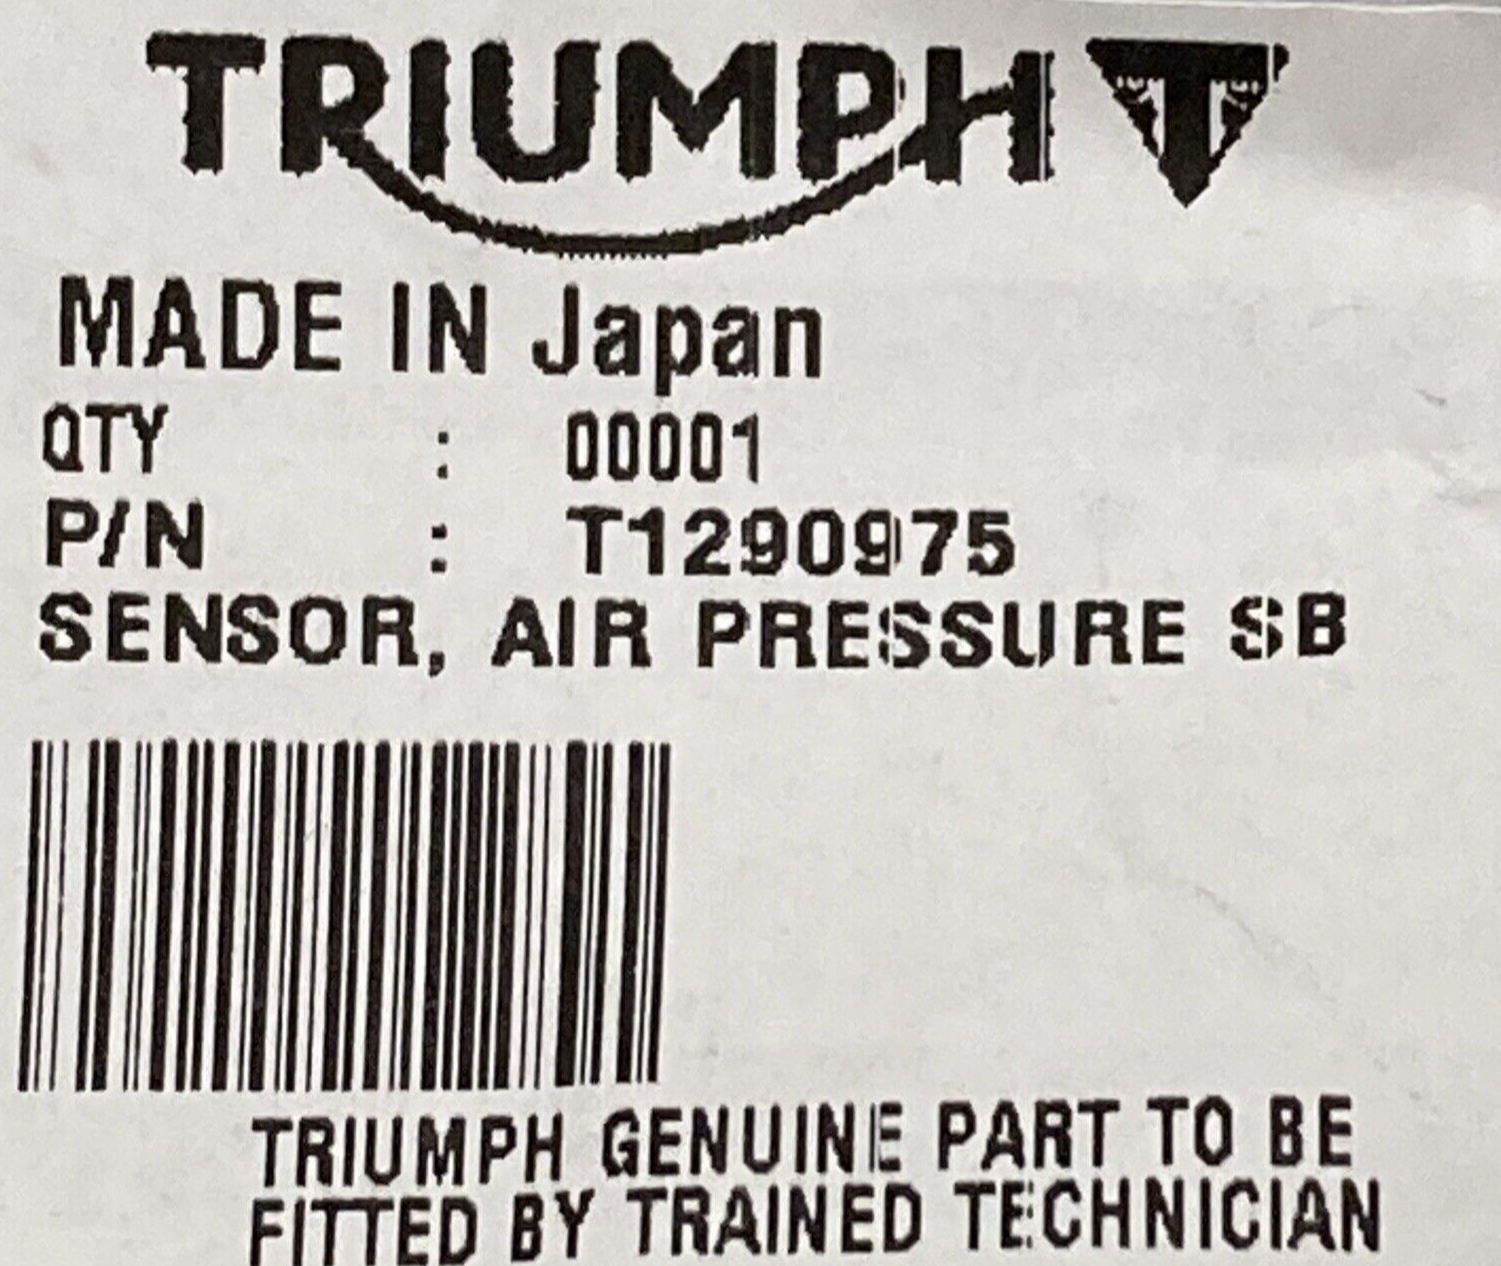 TRIUMPH T
MADE IN Japan
QTY : 00001
P/N : T1290975
SENSOR, AIR PRESSURE SB
TRIUMPH GENUINE PART TO BE
FITTED BY TRAINED TECHNICIAN